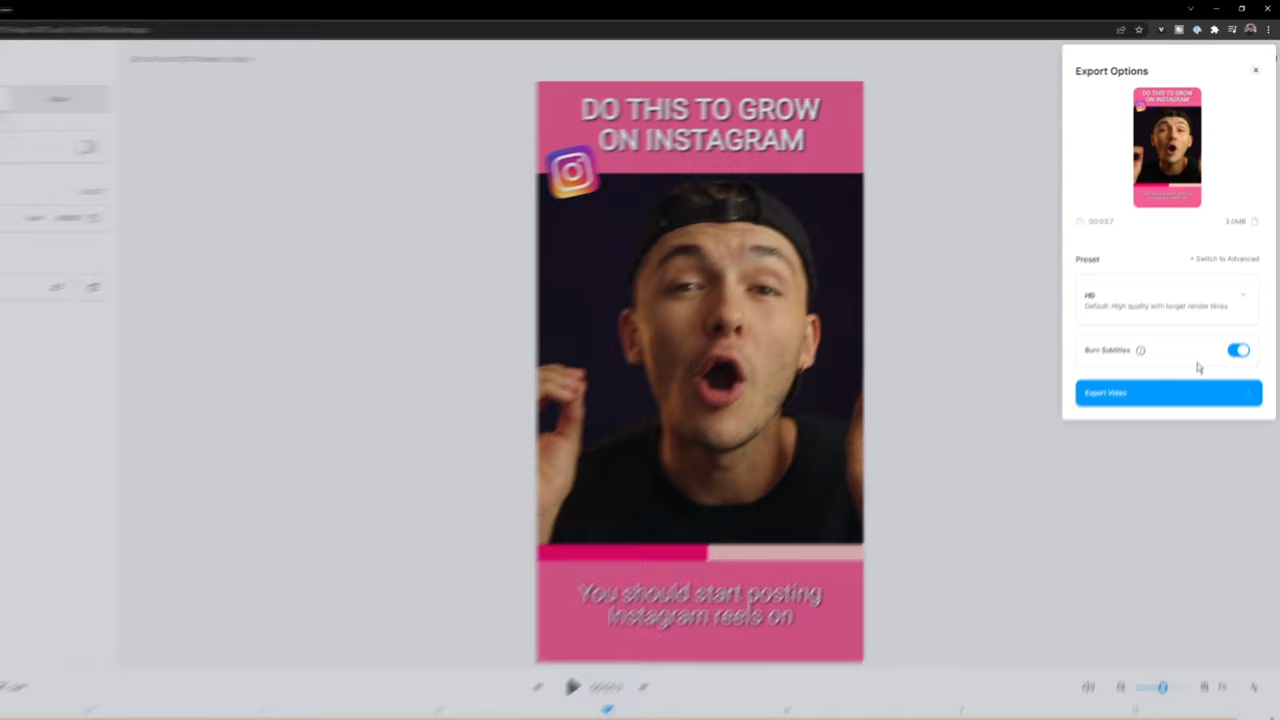 Export Options
DO THIS TO GROW
ON INSTAGRAM
DO THIS TO GROW
ON INSTAGRAM
00:03.7
3.0MB
Preset
Switch to Advanced
HD
Default: High quality with longer render times
Burn Subtitles
Export Video
You should start posting
Instagram reels on